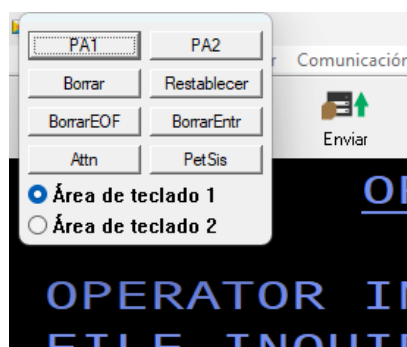 PA1 PA2
r Comunicación
Borrar Restablecer
BorrarEOF BorrarEntr
Enviar
Attn PetSis
Área de teclado 1
Área de teclado 2
OPERATOR